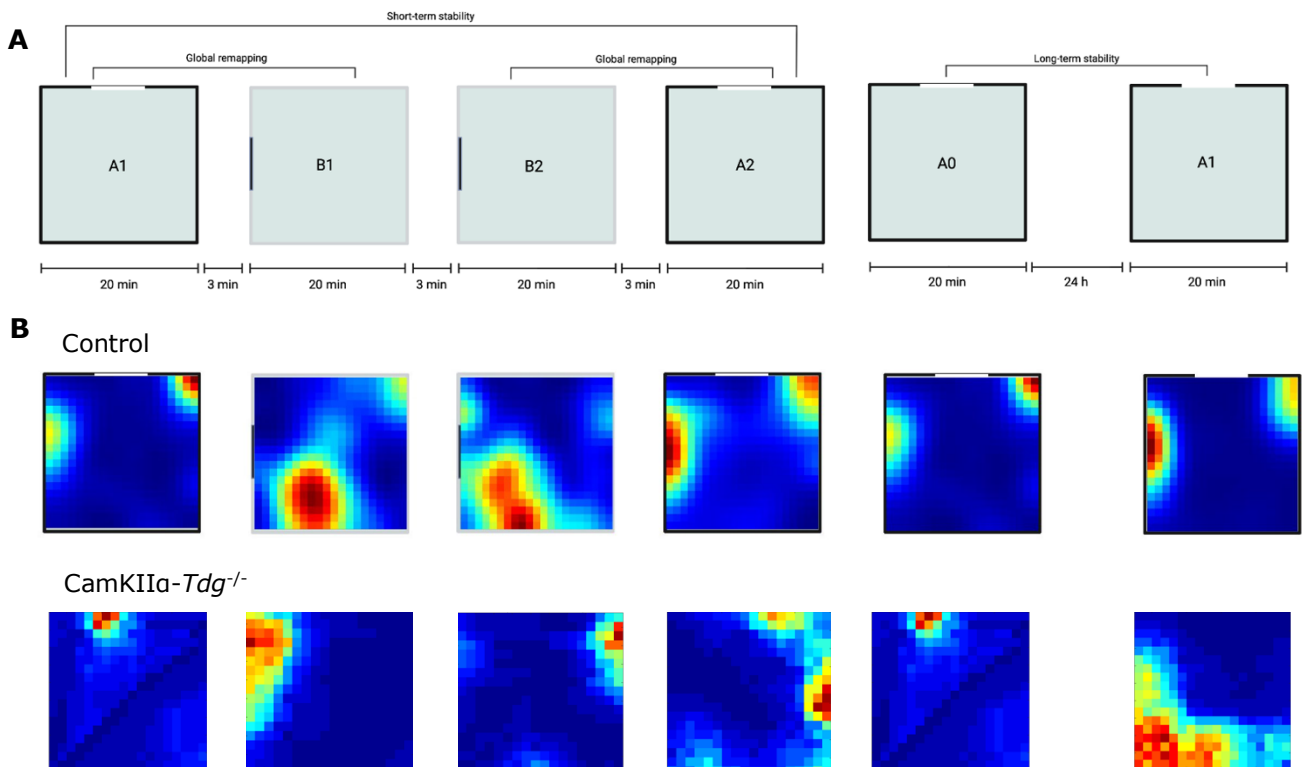 Short-term stability
A
Global remapping
Global remapping
Long-term stability
A1
B1
B2
A2
A0
A1
20 min
3 min
20 min
3 min
20 min
3 min
20 min
20 min
24 h
20 min
B
Control
CamKIIα-Tdg-/-